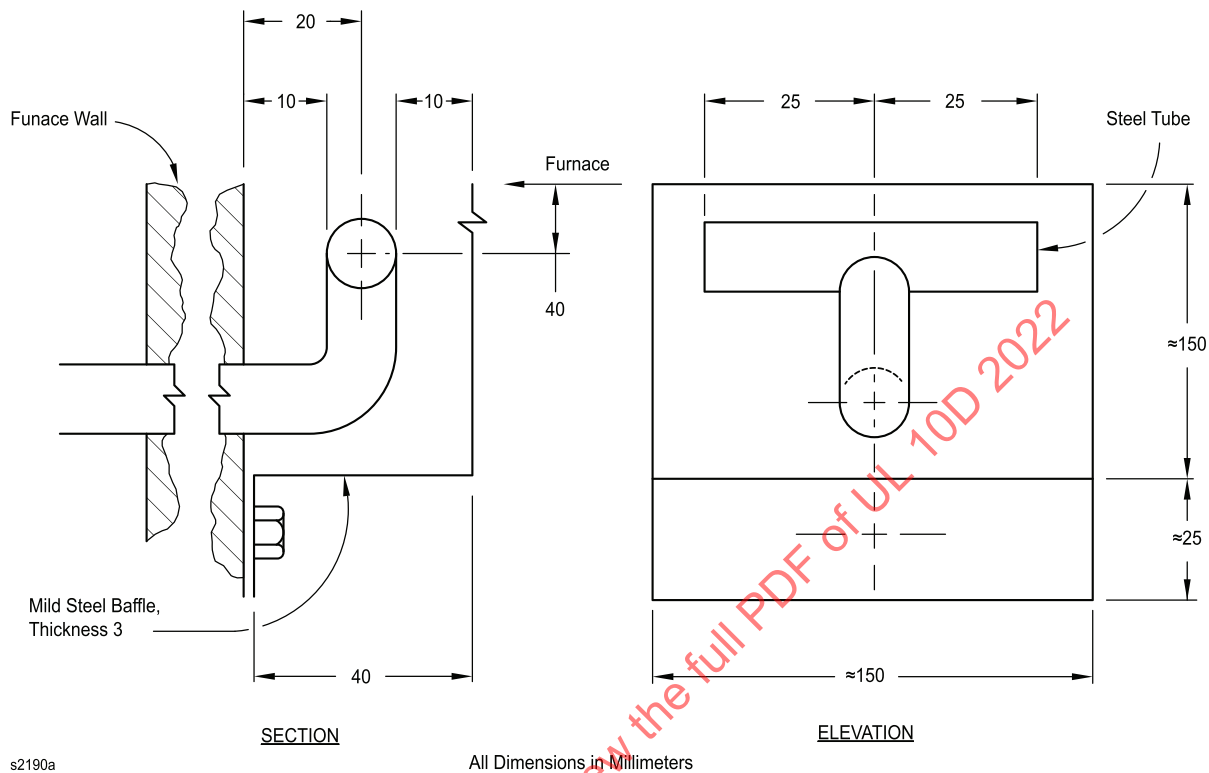 20
10
10
25
25
Funace Wall
Steel Tube
Furnace
40
≈150
≈25
Mild Steel Baffle,
Thickness 3
40
≈150
SECTION
ELEVATION
s2190a
All Dimensions in Millimeters
the full PDF of UL 10D 2022